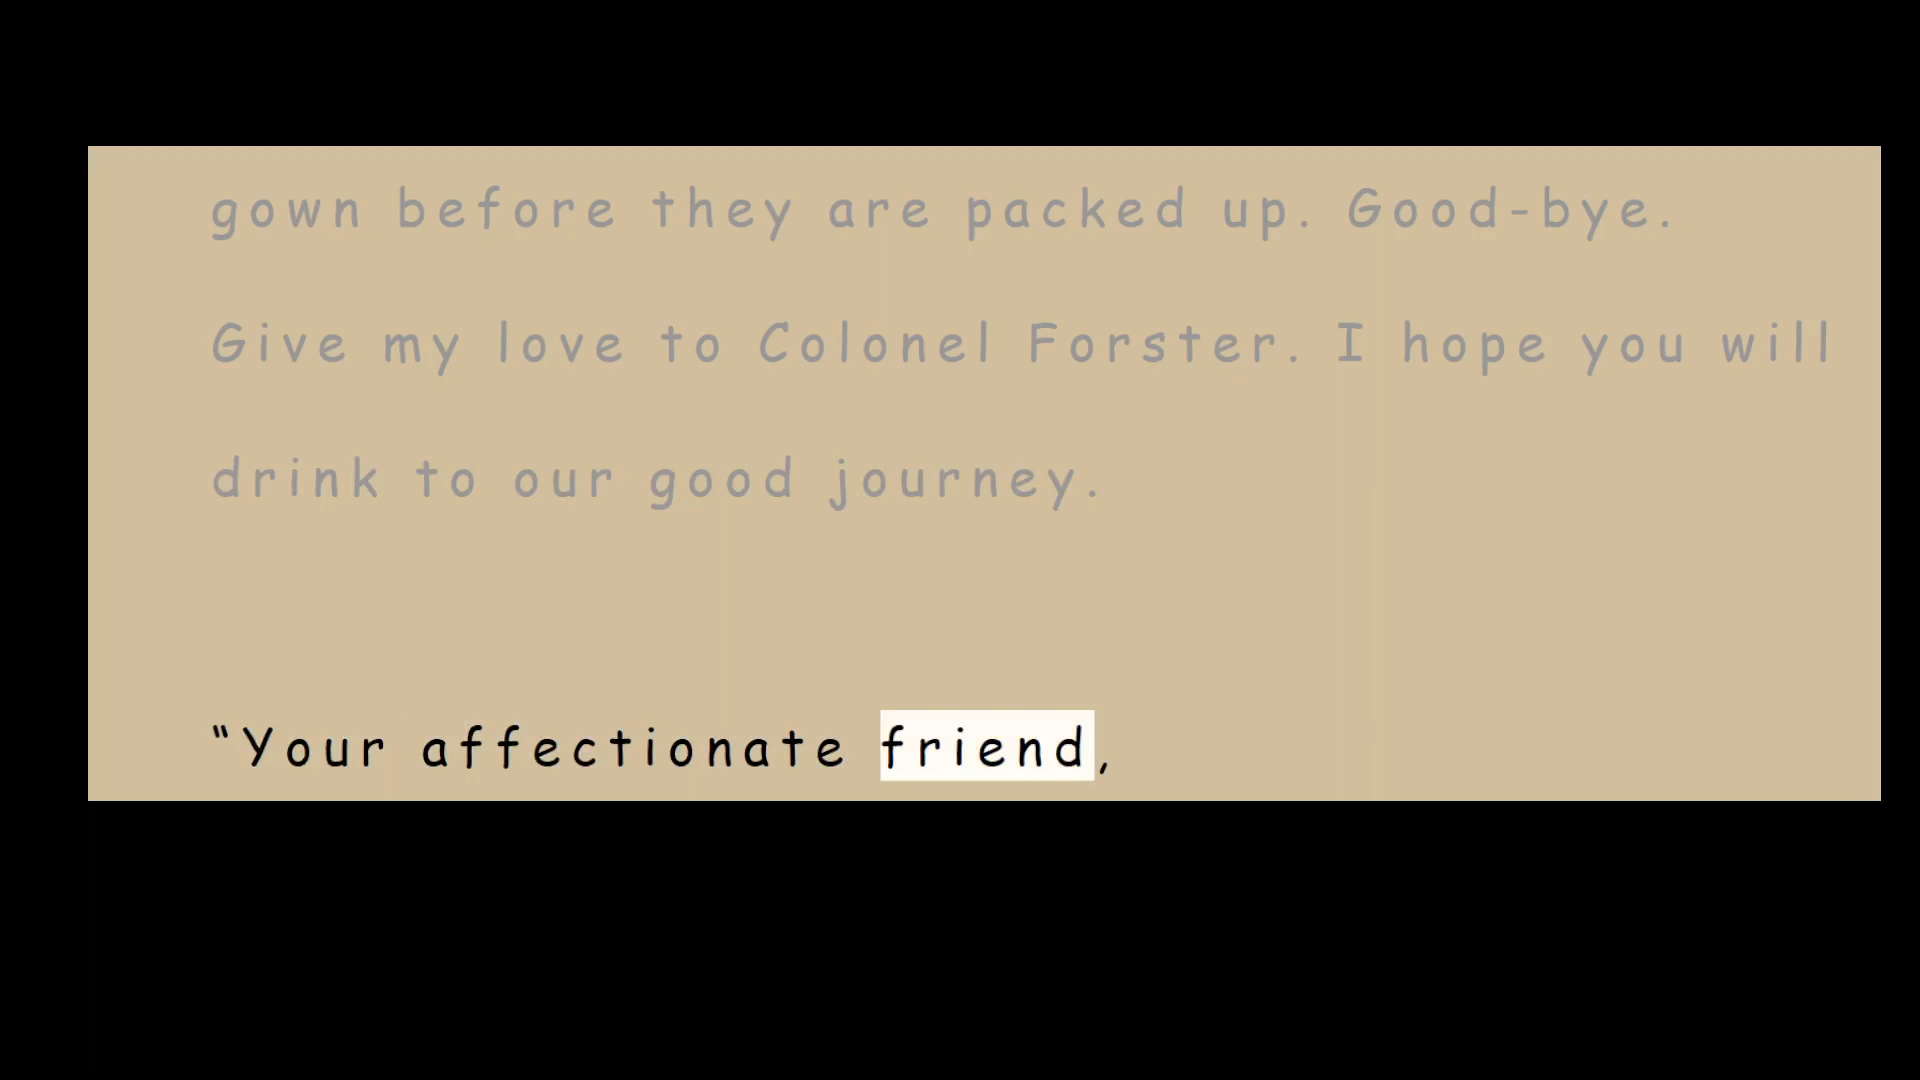 gown before they are packed up. Good-bye.
Give my love to Colonel Forster. I hope you will
drink to our good journey.
“Your affectionate friend,